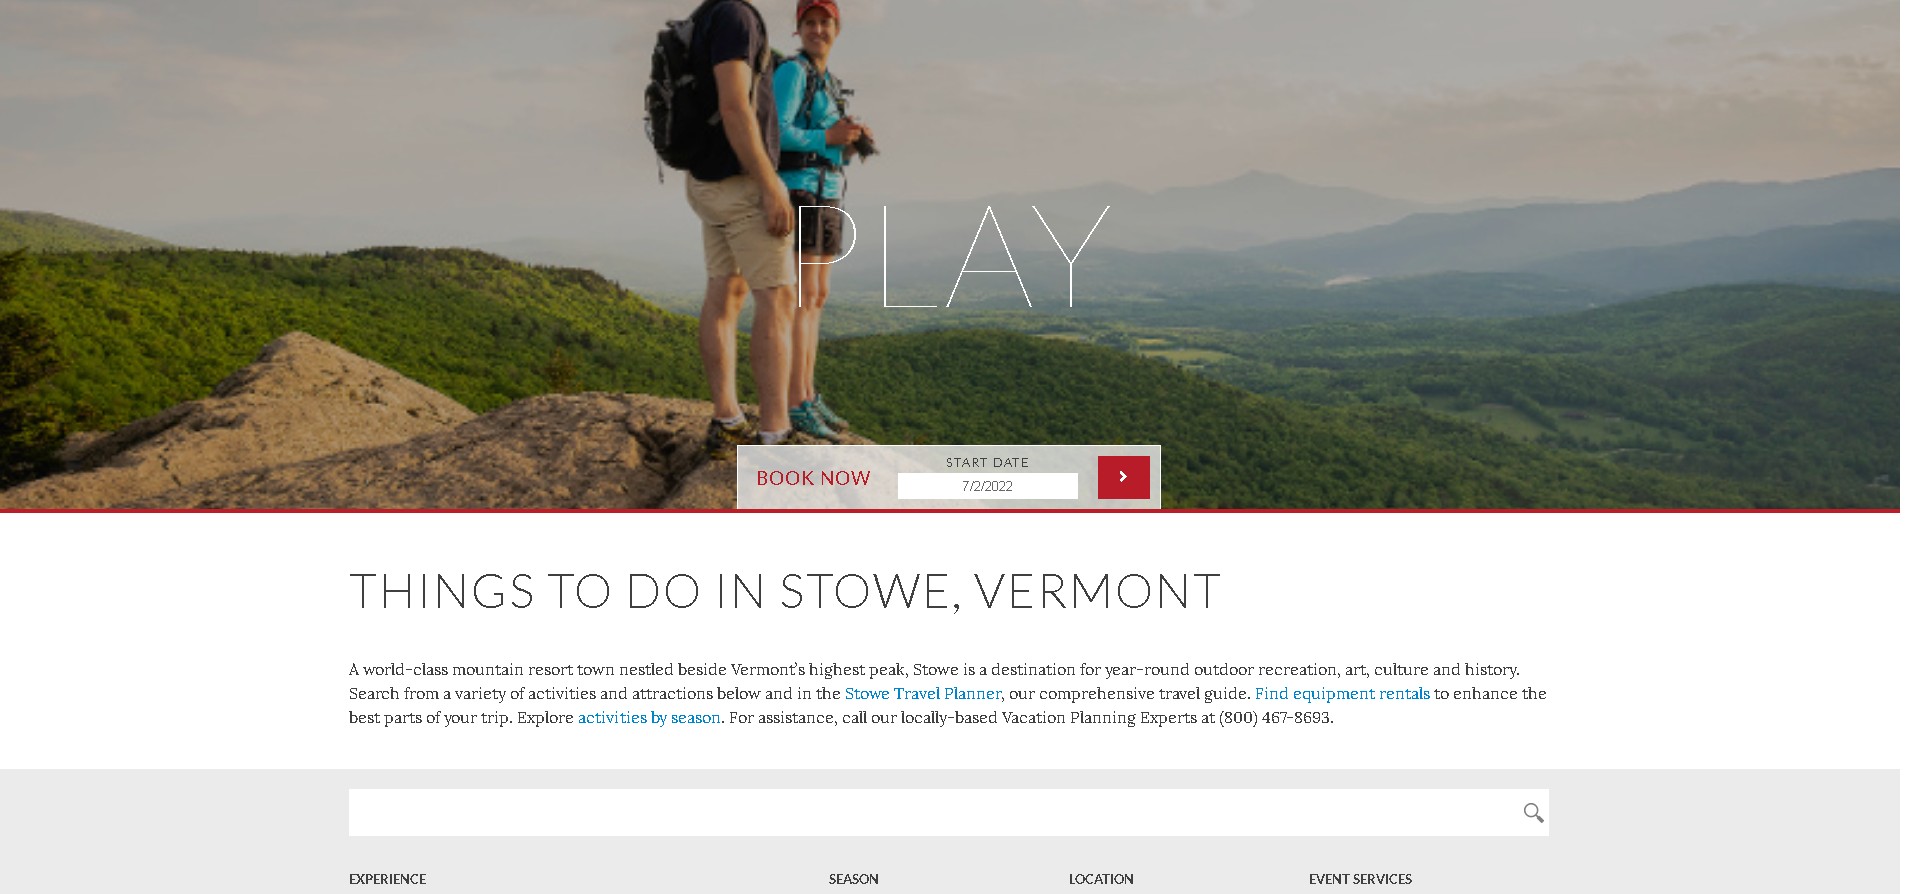 PLAY
BOOK NOW
START DATE
7/2/2022
THINGS TO DO IN STOWE, VERMONT
A world-class mountain resort town nestled beside Vermont's highest peak, Stowe is a destination for year-round outdoor recreation, art, culture and history.
Search from a variety of activities and attractions below and in the Stowe Travel Planner, our comprehensive travel guide. Find equipment rentals to enhance the
best parts of your trip. Explore activities by season. For assistance, call our locally-based Vacation Planning Experts at (800) 467-8693.
EXPERIENCE
SEASON
LOCATION
EVENT SERVICES